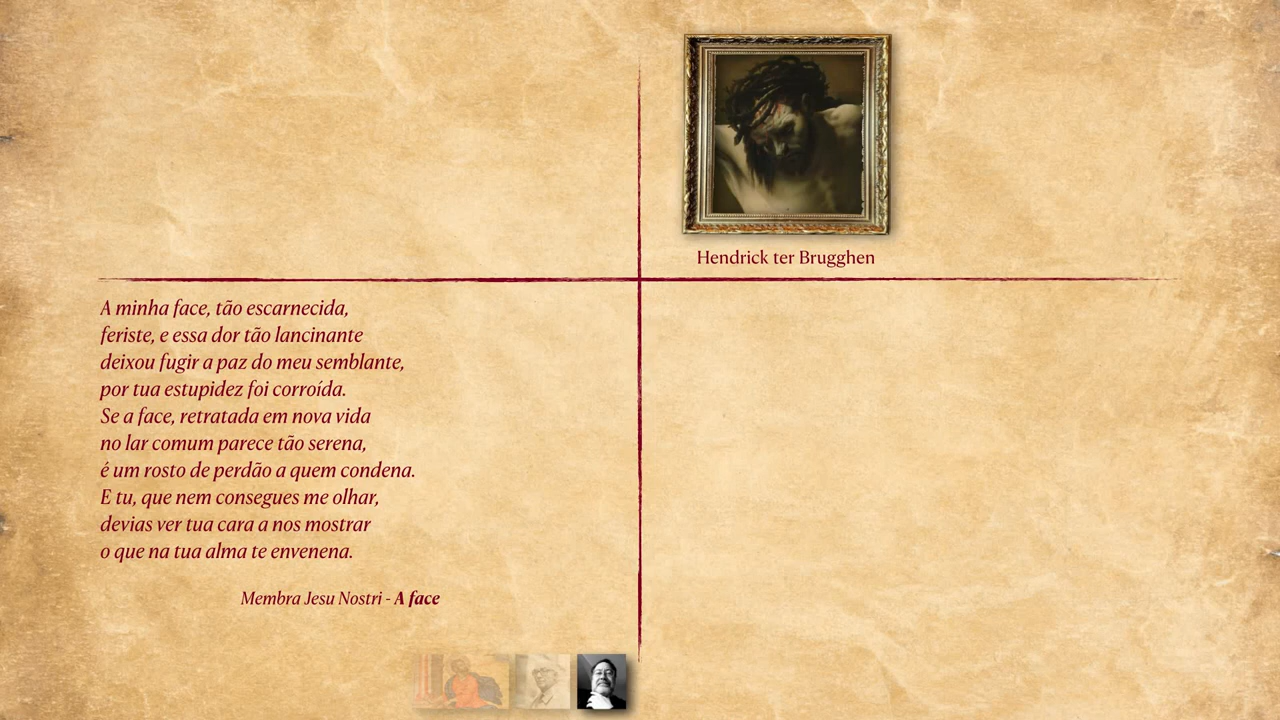 Hendrick ter Brugghen
A minha face, tão escarnecida,
feriste, e essa dor tão lancinante
deixou fugir a paz do meu semblante,
por tua estupidez foi corroída.
Se a face, retratada em nova vida
no lar comum parece tão serena,
é um rosto de perdão a quem condena.
E tu, que nem consegues me olhar,
devias ver tua cara a nos mostrar
o que na tua alma te envenena.
Membra Jesu Nostri - A face